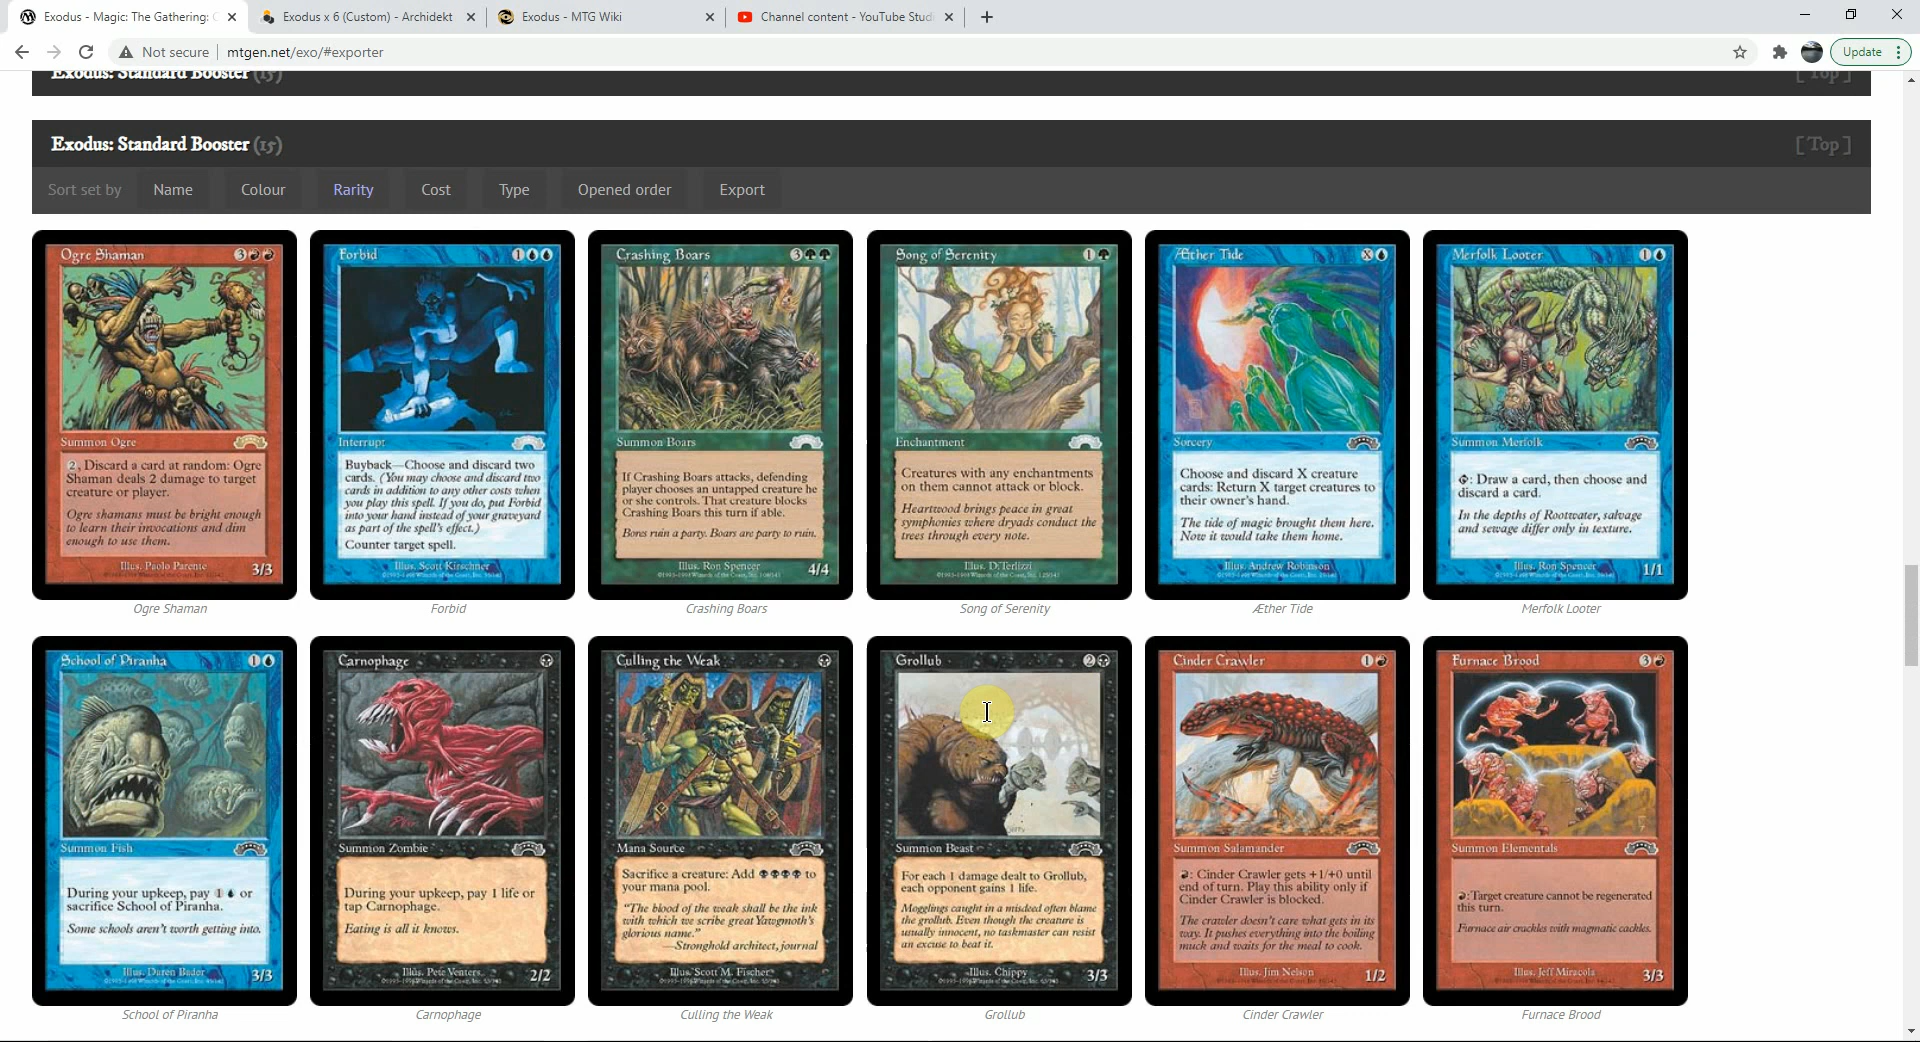 Exodus - Magic: The Gathering: C
Exodus x 6 (Custom) - Archidekt
Exodus - MTG Wiki
Channel content - YouTube Stud
Not secure
mtgen.net/exo/#exporter
Update
Exodus: Standard Booster (15)
[ Top ]
Exodus: Standard Booster (15)
[ Top ]
Sort set by
Name
Colour
Rarity
Cost
Type
Opened order
Export
Ogre Shaman
3
Summon Ogre
2, Discard a card at random: Ogre
Shaman deals 2 damage to target
creature or player.
Ogre shamans must be bright enough
to learn their invocations and dim
enough to use them.
Illus. Paolo Parente
3/3
Ogre Shaman
Forbid
1
Interrupt
Buyback—Choose and discard two
cards. (You may choose and discard two
cards in addition to any other costs when
you play this spell. If you do, put Forbid
into your hand instead of your graveyard
as part of the spell's effect.)
Counter target spell.
Illus. Scott Kirschner
Forbid
Crashing Boars
3
Summon Boars
If Crashing Boars attacks, defending
player chooses an untapped creature he
or she controls. That creature blocks
Crashing Boars this turn if able.
Bores ruin a party. Boars are party to ruin.
Illus. Ron Spencer
4/4
Crashing Boars
Song of Serenity
1
Enchantment
Creatures with any enchantments
on them cannot attack or block.
Heartwood brings peace in great
symphonies where dryads conduct the
trees through every note.
Illus. D.Terlizzi
Song of Serenity
Æther Tide
X
Sorcery
Choose and discard X creature
cards: Return X target creatures to
their owner's hand.
The tide of magic brought them here.
Now it would take them home.
Illus. Andrew Robinson
Æther Tide
Merfolk Looter
1
Summon Merfolk
: Draw a card, then choose and
discard a card.
In the depths of Rootwater, salvage
and sewage differ only in texture.
Illus. Ron Spencer
1/1
Merfolk Looter
School of Piranha
1
Summon Fish
During your upkeep, pay 1 or
sacrifice School of Piranha.
Some schools aren't worth getting into.
Illus. Daren Bader
3/3
School of Piranha
Carnophage
Summon Zombie
During your upkeep, pay 1 life or
tap Carnophage.
Eating is all it knows.
Illus. Pete Venters
2/2
Carnophage
Culling the Weak
Mana Source
Sacrifice a creature: Add to
your mana pool.
"The blood of the weak shall be the ink
with which we scribe great Yawgmoth's
glorious name."
—Stronghold architect, journal
Illus. Scott M. Fischer
Culling the Weak
Grollub
2
Summon Beast
For each 1 damage dealt to Grollub,
each opponent gains 1 life.
Mogglings caught in a misdeed often blame
the grollub. Even though the creature is
usually innocent, no taskmaster can resist
an excuse to beat it.
Illus. Chippy
3/3
Grollub
Cinder Crawler
1
Summon Salamander
: Cinder Crawler gets +1/+0 until
end of turn. Play this ability only if
Cinder Crawler is blocked.
The crawler doesn't care what gets in its
way. It pushes everything into the boiling
muck and waits for the meal to cook.
Illus. Jim Nelson
1/2
Cinder Crawler
Furnace Brood
3
Summon Elementals
:Target creature cannot be regenerated
this turn.
Furnace air crackles with magmatic cackles.
Illus. Jeff Miracola
3/3
Furnace Brood